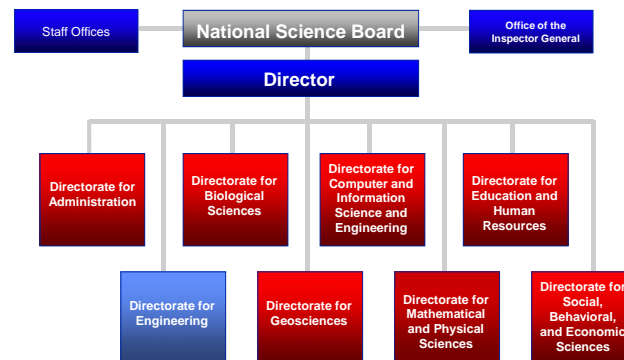 Staff Offices
National Science Board
Office of the
Inspector General
Director
Directorate for
Administration
Directorate for
Biological
Sciences
Directorate for
Computer and
Information
Science and
Engineering
Directorate for
Education and
Human
Resources
Directorate for
Engineering
Directorate for
Geosciences
Directorate for
Mathematical
and Physical
Sciences
Directorate for
Social,
Behavioral,
and Economic
Sciences